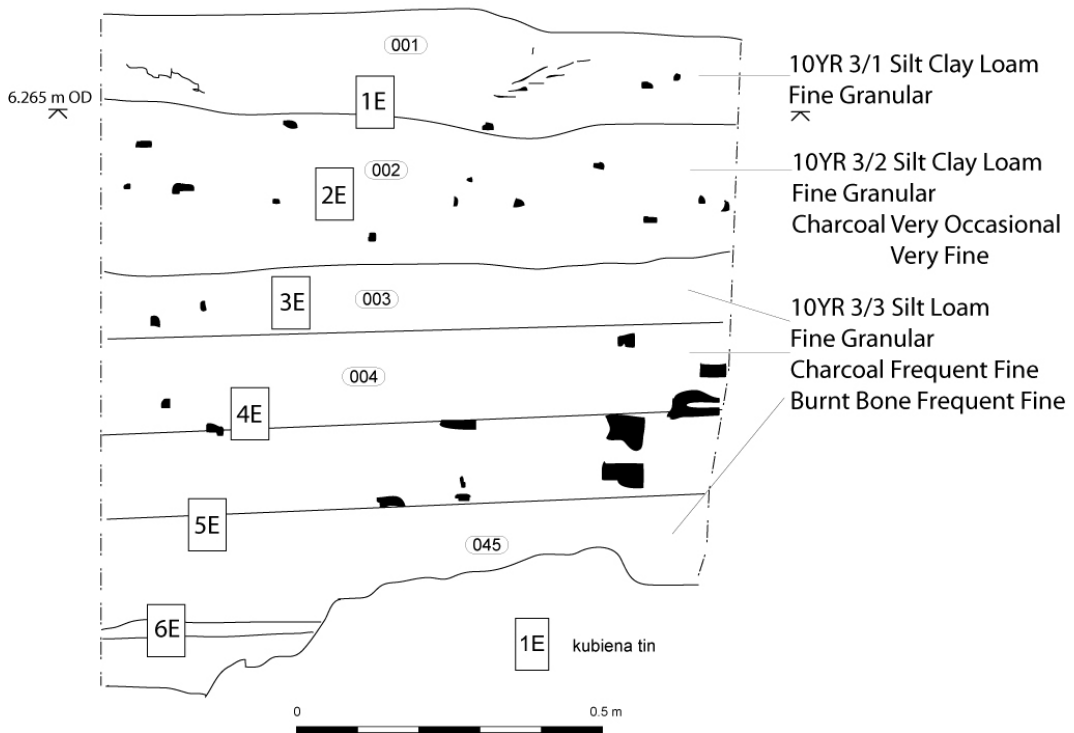 001
10YR 3/1 Silt Clay Loam
Fine Granular
6.265 m OD
1E
002
10YR 3/2 Silt Clay Loam
Fine Granular
Charcoal Very Occasional
Very Fine
2E
003
3E
10YR 3/3 Silt Loam
Fine Granular
Charcoal Frequent Fine
Burnt Bone Frequent Fine
004
4E
5E
045
6E
1E kubiena tin
0 0.5 m